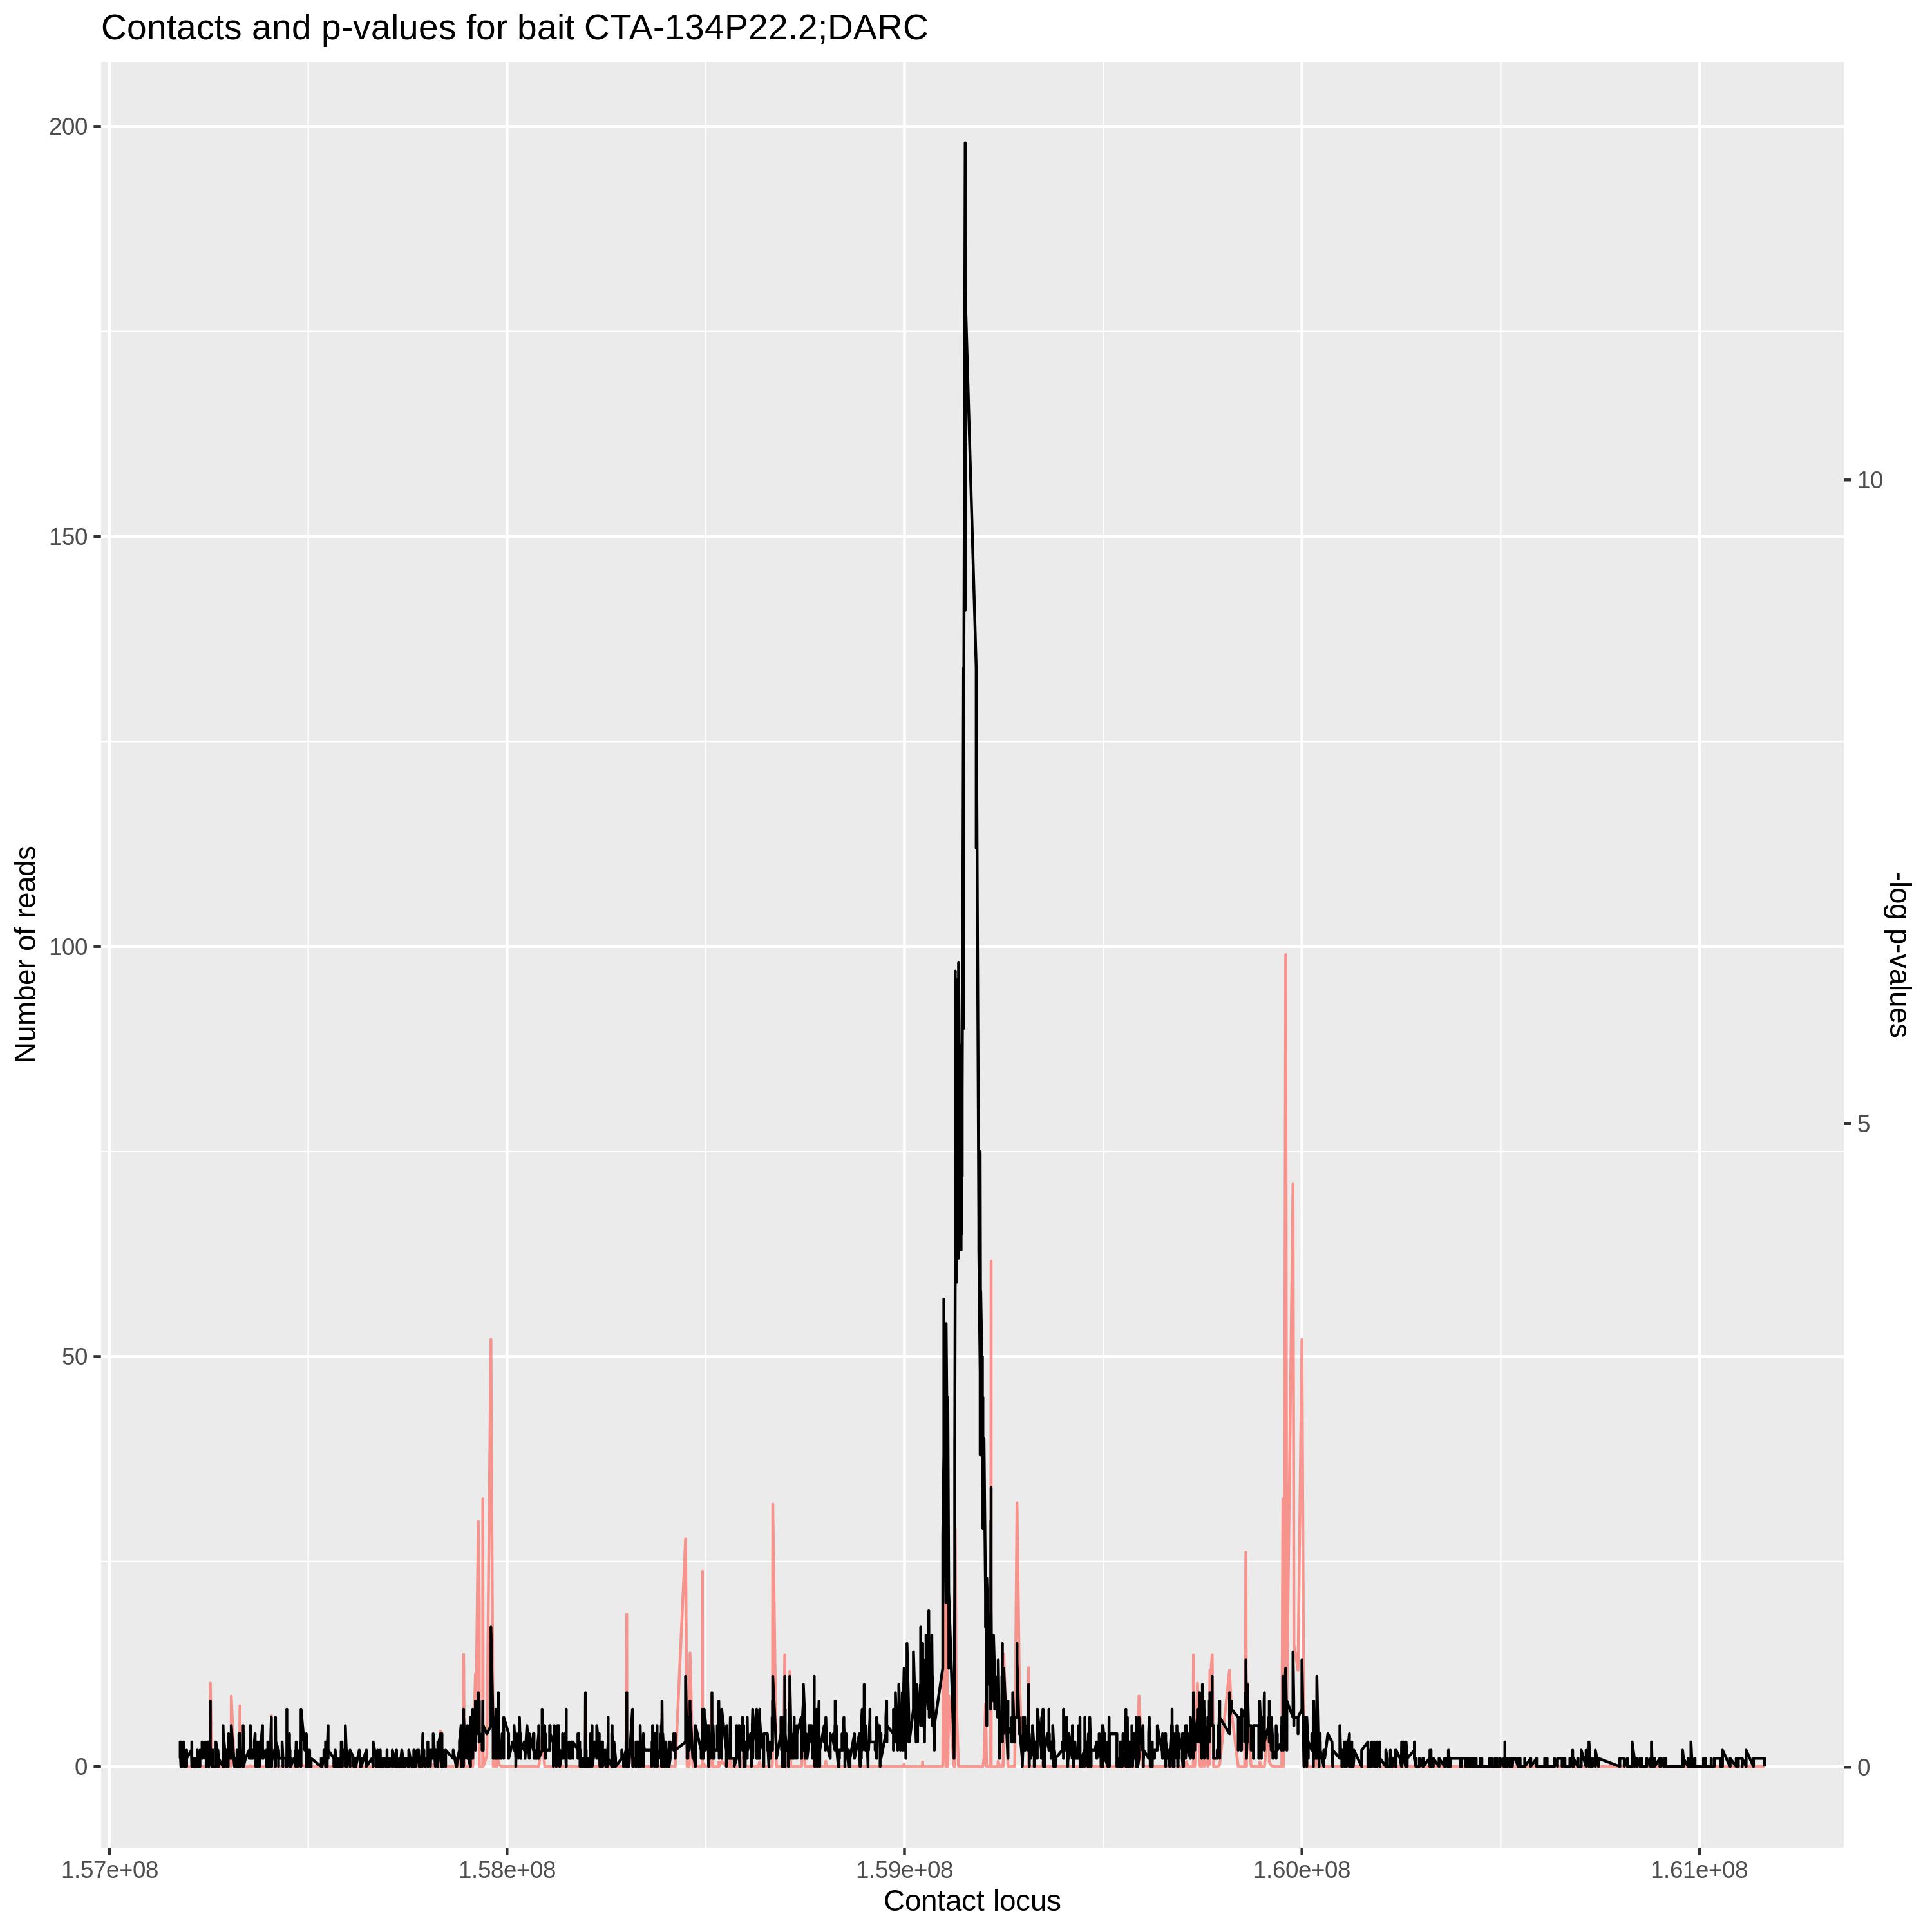 Contacts and p-values for bait CTA-134P22.2;DARC
200
150
100
50
0
Number of reads
10
5
0
-log p-values
1.57e+08
1.58e+08
1.59e+08
1.60e+08
1.61e+08
Contact locus